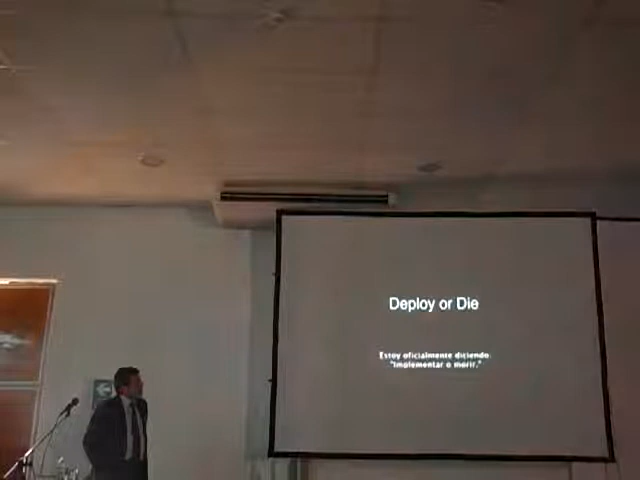 Deploy or Die
Estoy oficialmente diciendo:
"Implementar o morir."